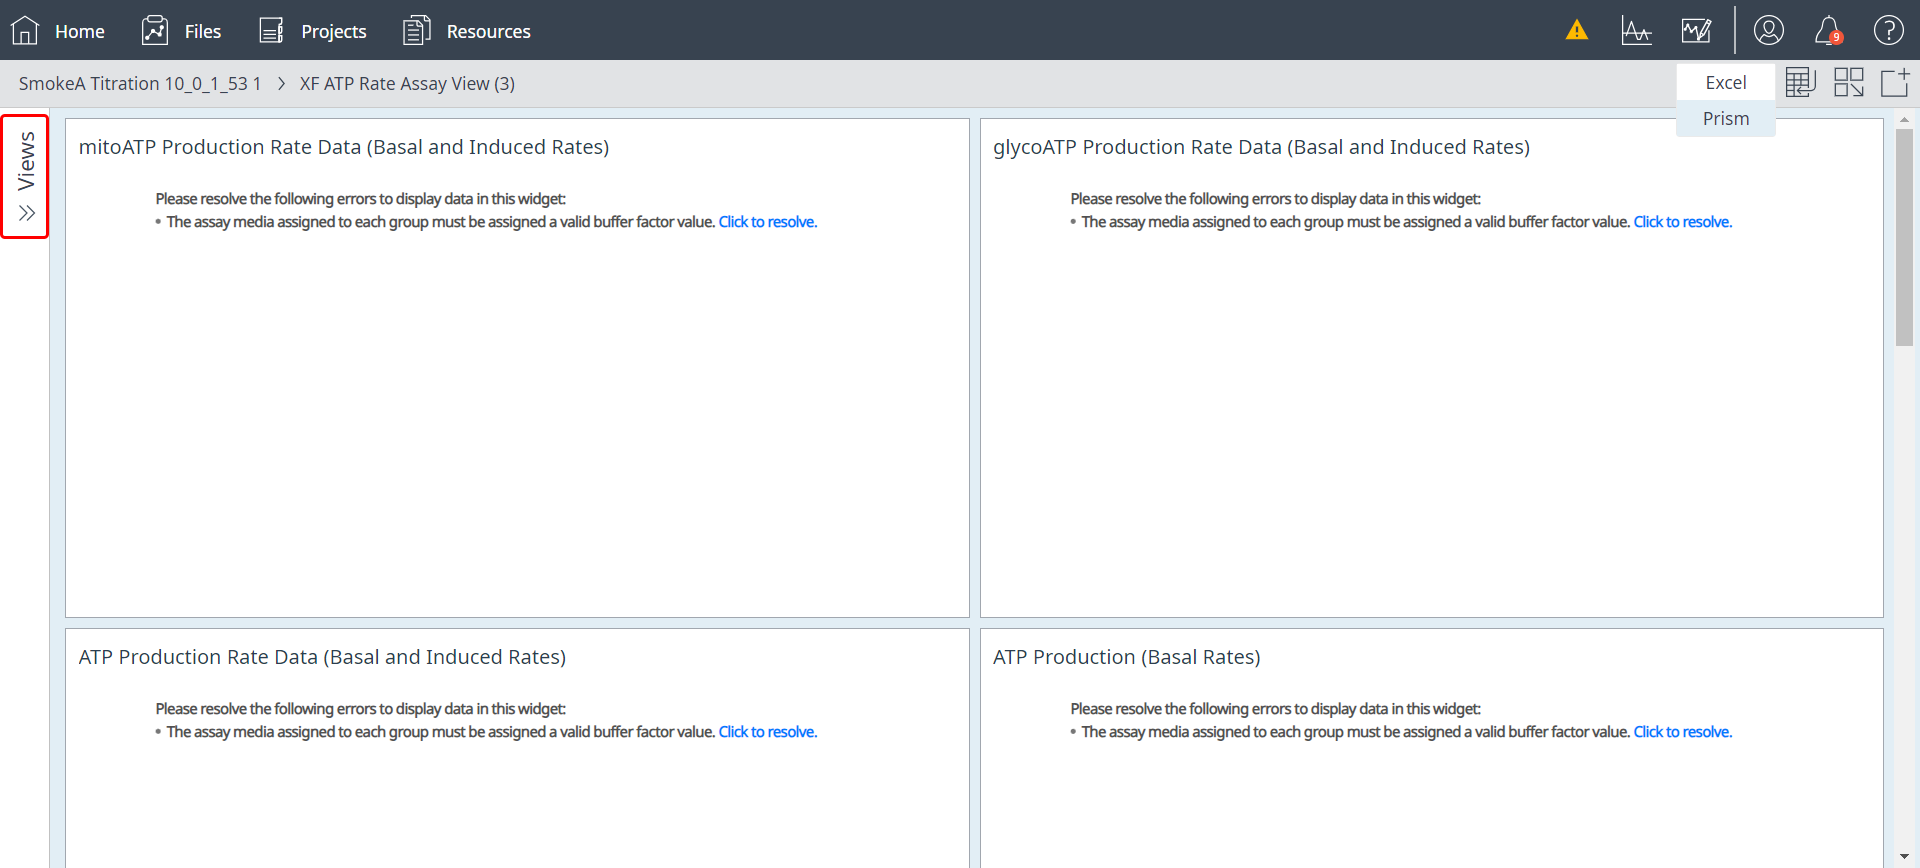 Home
Files
Projects
Resources
9
?
SmokeA Titration 10_0_1_53 1 > XF ATP Rate Assay View (3)
Excel
Prism
Views
mitoATP Production Rate Data (Basal and Induced Rates)
Please resolve the following errors to display data in this widget:
• The assay media assigned to each group must be assigned a valid buffer factor value. Click to resolve.
glycoATP Production Rate Data (Basal and Induced Rates)
Please resolve the following errors to display data in this widget:
• The assay media assigned to each group must be assigned a valid buffer factor value. Click to resolve.
ATP Production Rate Data (Basal and Induced Rates)
Please resolve the following errors to display data in this widget:
• The assay media assigned to each group must be assigned a valid buffer factor value. Click to resolve.
ATP Production (Basal Rates)
Please resolve the following errors to display data in this widget:
• The assay media assigned to each group must be assigned a valid buffer factor value. Click to resolve.